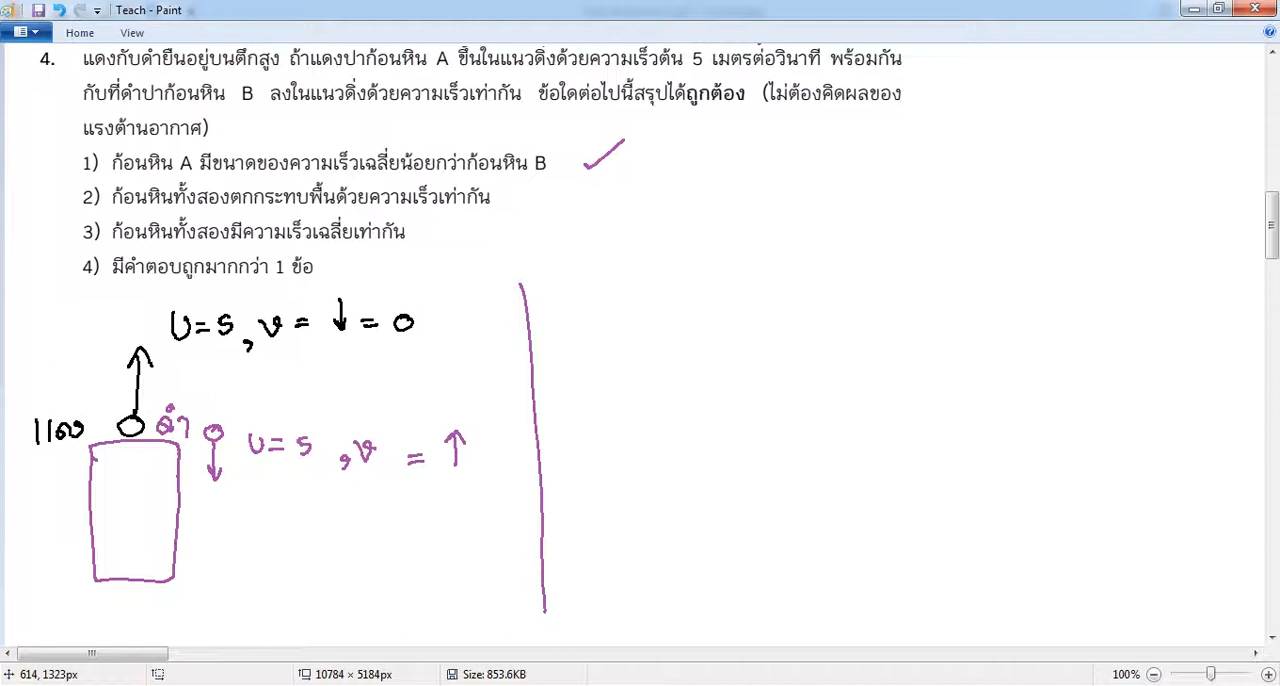 Teach - Paint
Home View
4. แดงกับดำยืนอยู่บนตึกสูง ถ้าแดงปาก้อนหิน A ขึ้นในแนวดิ่งด้วยความเร็วต้น 5 เมตรต่อวินาที พร้อมกัน
กับที่ดำปาก้อนหิน B ลงในแนวดิ่งด้วยความเร็วเท่ากัน ข้อใดต่อไปนี้สรุปได้ถูกต้อง (ไม่ต้องคิดผลของ
แรงต้านอากาศ)
1) ก้อนหิน A มีขนาดของความเร็วเฉลี่ยน้อยกว่าก้อนหิน B
2) ก้อนหินทั้งสองตกกระทบพื้นด้วยความเร็วเท่ากัน
3) ก้อนหินทั้งสองมีความเร็วเฉลี่ยเท่ากัน
4) มีคำตอบถูกมากกว่า 1 ข้อ
U = 5 , v = ↓ = 0
แดง ดำ
U = 5 , v = ↑
614, 1323px 10784 × 5184px Size: 853.6KB 100%